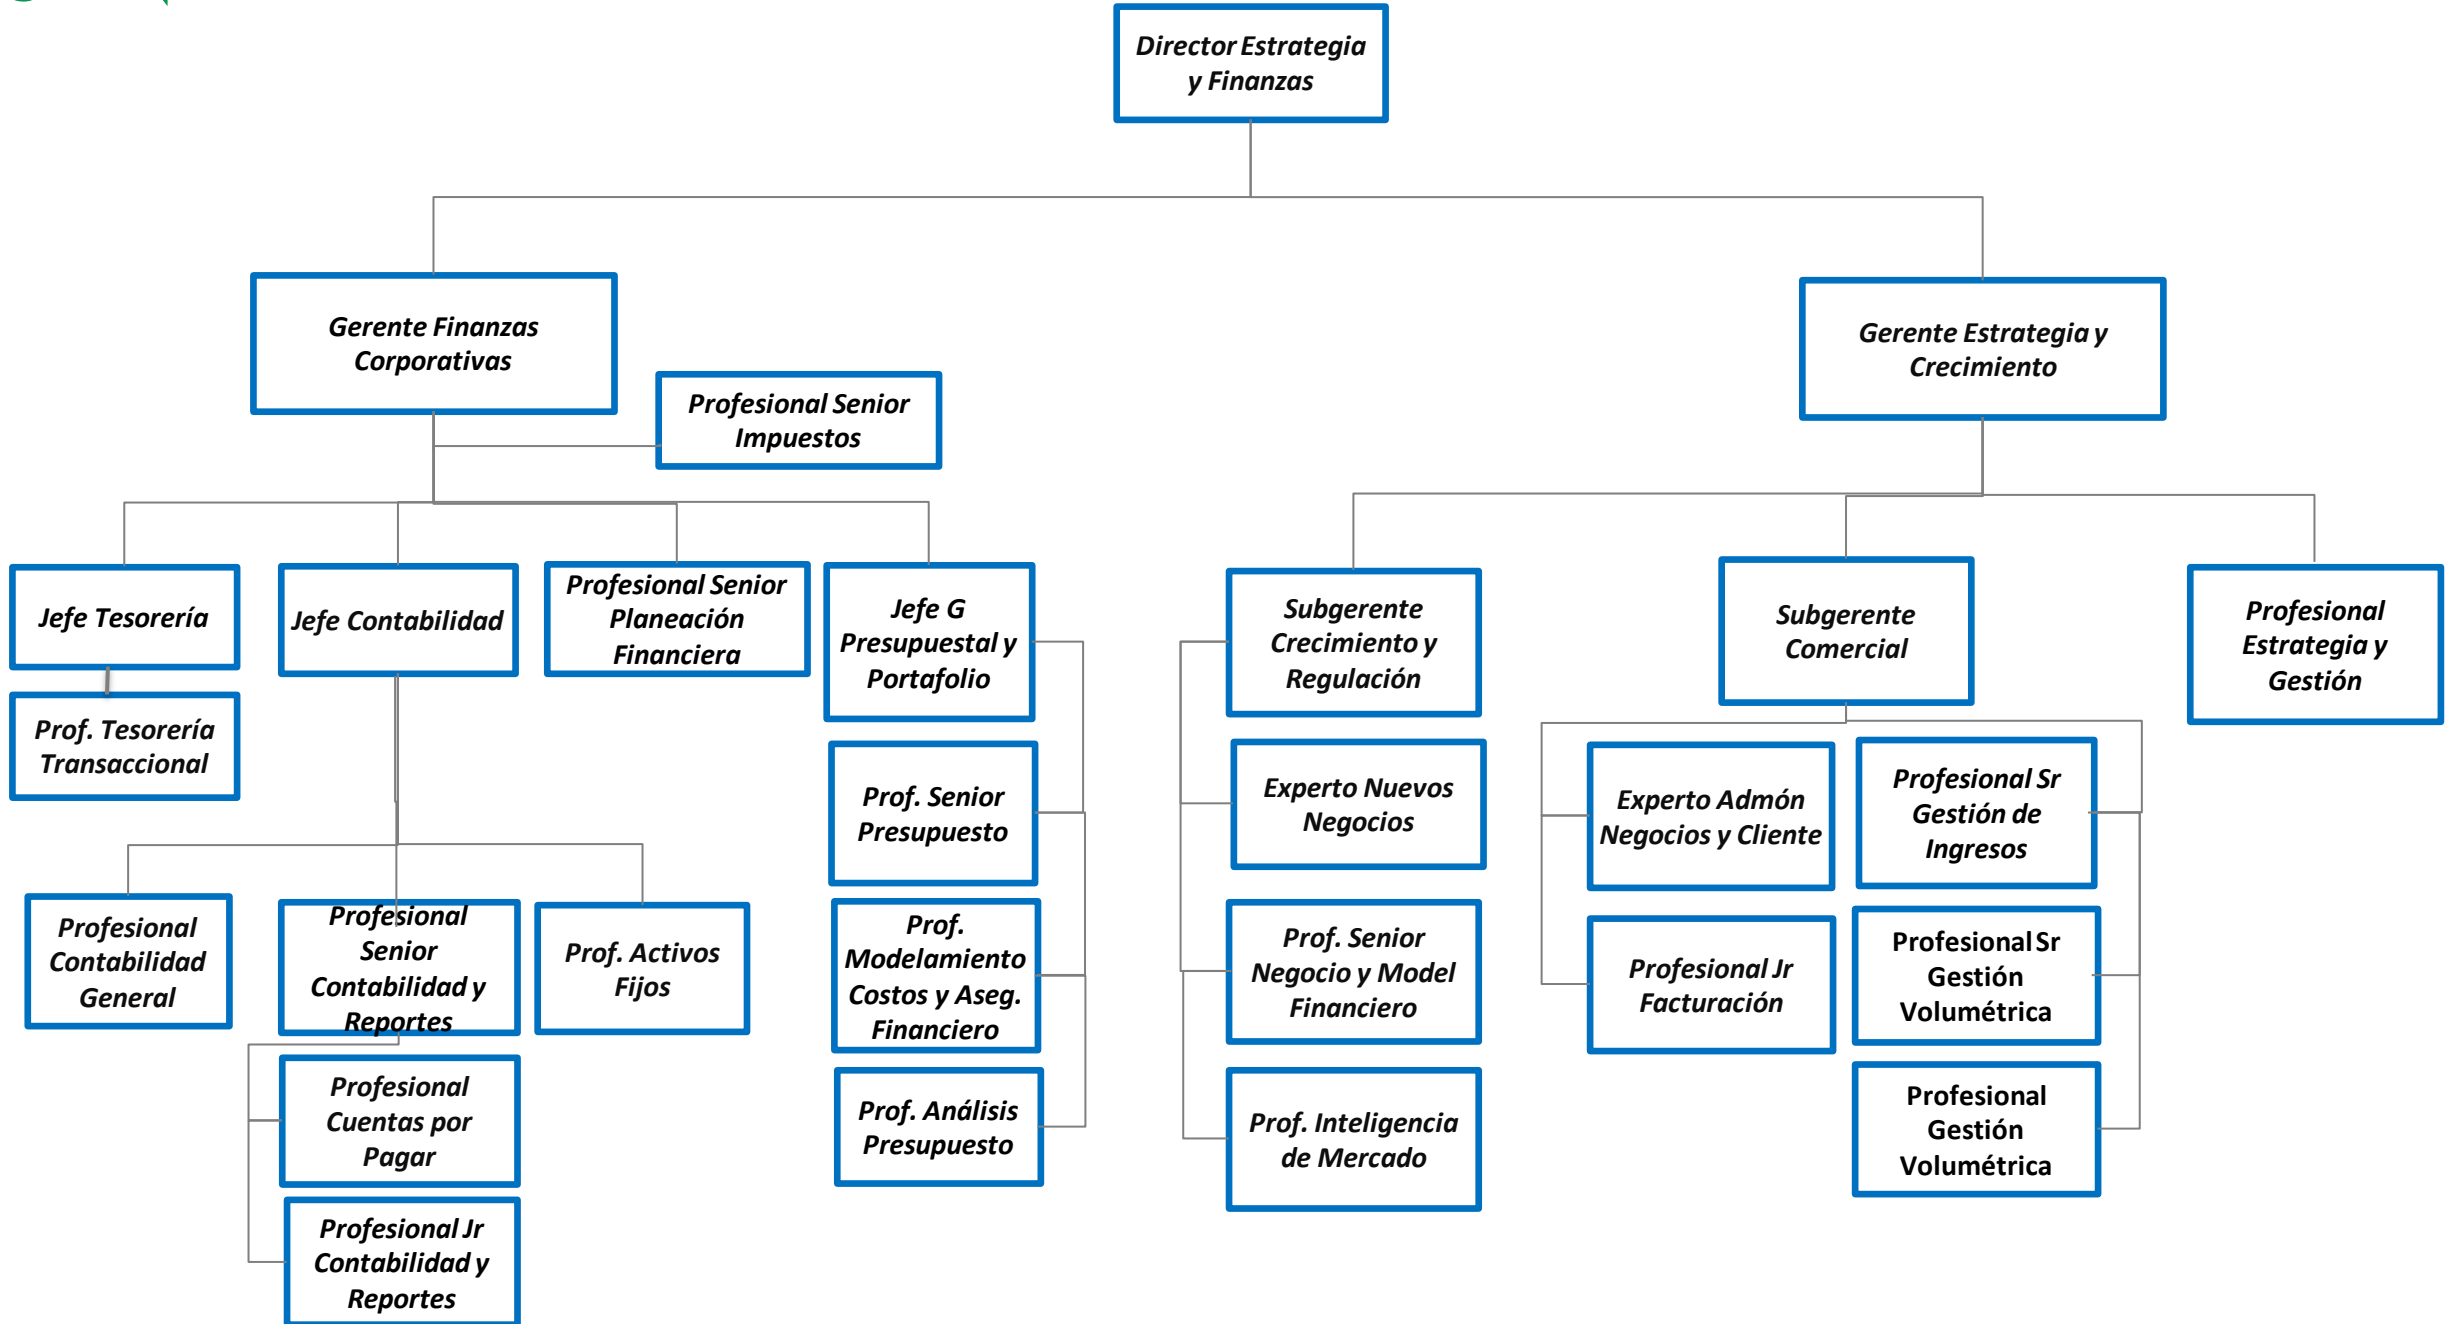 Director Estrategia
y Finanzas
Gerente Finanzas
Corporativas
Gerente Estrategia y
Crecimiento
Profesional Senior
Impuestos
Jefe Tesorería
Jefe Contabilidad
Profesional Senior
Planeación
Financiera
Jefe G
Presupuestal y
Portafolio
Subgerente
Crecimiento y
Regulación
Subgerente
Comercial
Profesional
Estrategia y
Gestión
Prof. Tesorería
Transaccional
Prof. Senior
Presupuesto
Experto Nuevos
Negocios
Experto Admón
Negocios y Cliente
Profesional Sr
Gestión de
Ingresos
Profesional
Contabilidad
General
Profesional
Senior
Contabilidad y
Reportes
Prof. Activos
Fijos
Prof.
Modelamiento
Costos y Aseg.
Financiero
Prof. Senior
Negocio y Model
Financiero
Profesional Jr
Facturación
Profesional Sr
Gestión
Volumétrica
Profesional
Cuentas por
Pagar
Prof. Análisis
Presupuesto
Prof. Inteligencia
de Mercado
Profesional
Gestión
Volumétrica
Profesional Jr
Contabilidad y
Reportes